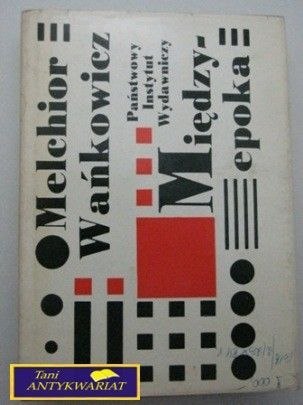 Melchior
Wańkowicz
Państwowy
Instytut
Wydawniczy
Między-
epoka
Tani
ANTYKWARIAT